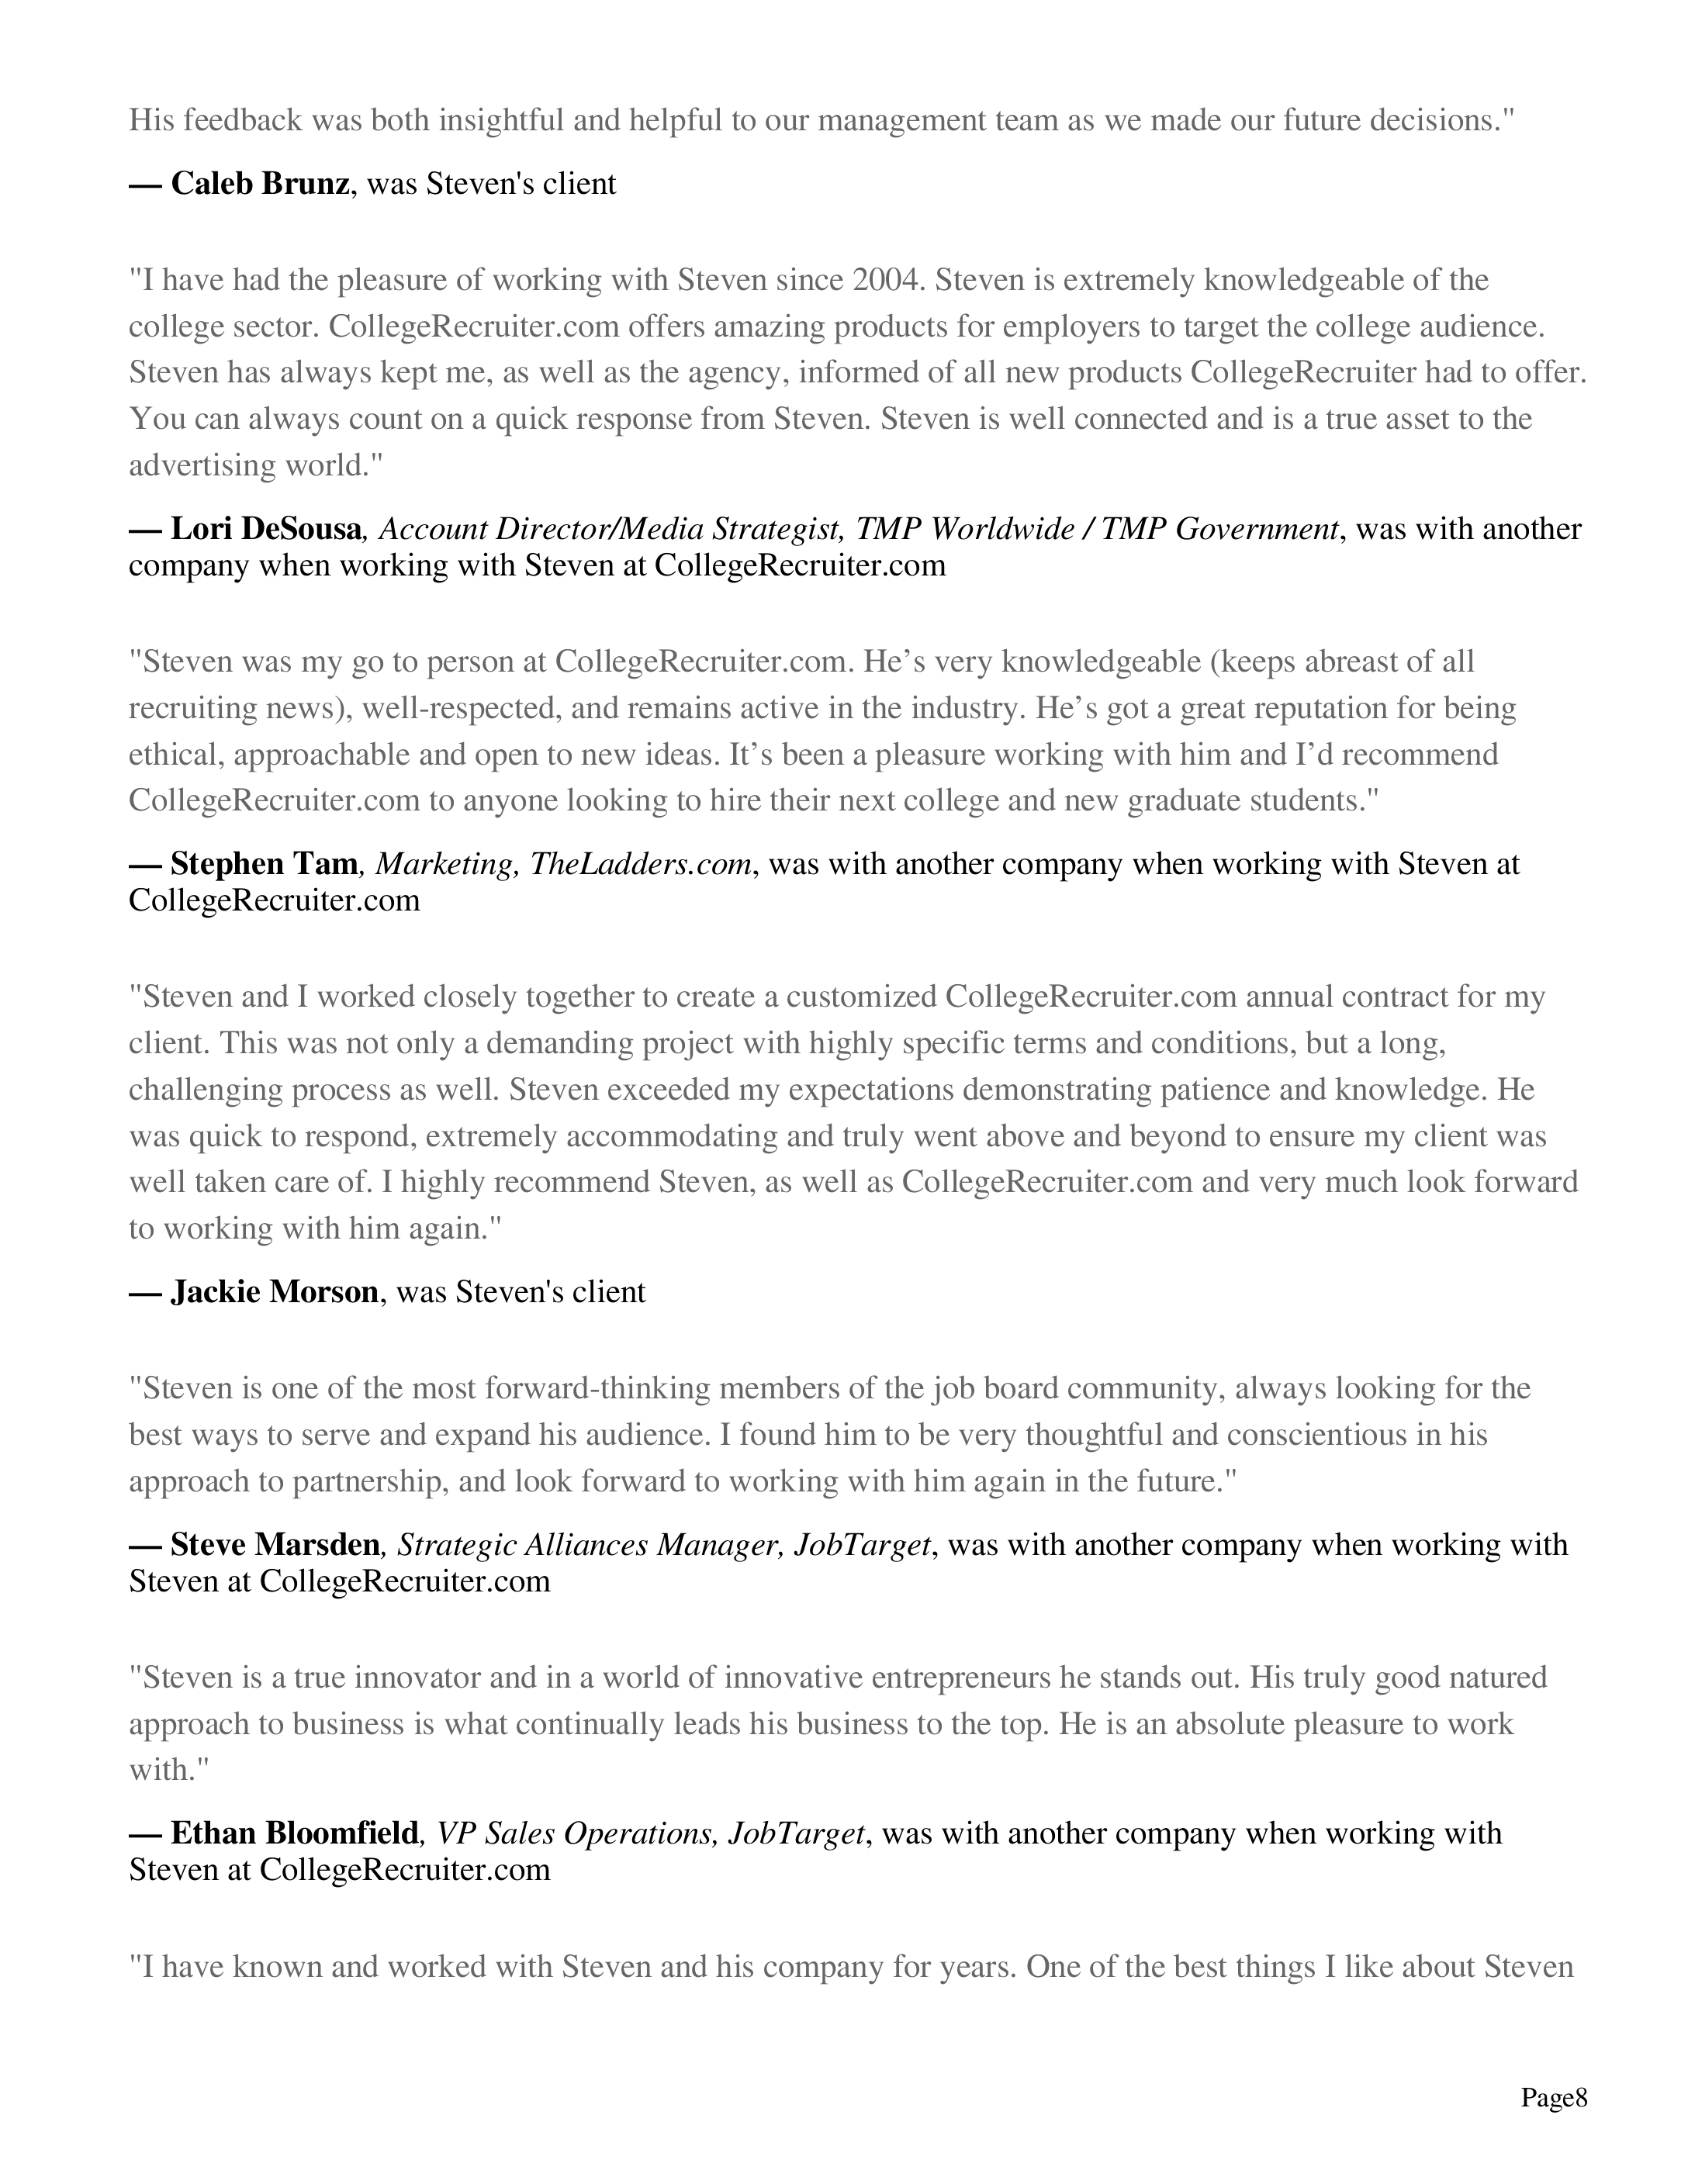 His feedback was both insightful and helpful to our management team as we made our future decisions."
— Caleb Brunz, was Steven's client
"I have had the pleasure of working with Steven since 2004. Steven is extremely knowledgeable of the
college sector. CollegeRecruiter.com offers amazing products for employers to target the college audience.
Steven has always kept me, as well as the agency, informed of all new products CollegeRecruiter had to offer.
You can always count on a quick response from Steven. Steven is well connected and is a true asset to the
advertising world."
— Lori DeSousa, Account Director/Media Strategist, TMP Worldwide / TMP Government, was with another
company when working with Steven at CollegeRecruiter.com
"Steven was my go to person at CollegeRecruiter.com. He’s very knowledgeable (keeps abreast of all
recruiting news), well-respected, and remains active in the industry. He’s got a great reputation for being
ethical, approachable and open to new ideas. It’s been a pleasure working with him and I’d recommend
CollegeRecruiter.com to anyone looking to hire their next college and new graduate students."
— Stephen Tam, Marketing, TheLadders.com, was with another company when working with Steven at
CollegeRecruiter.com
"Steven and I worked closely together to create a customized CollegeRecruiter.com annual contract for my
client. This was not only a demanding project with highly specific terms and conditions, but a long,
challenging process as well. Steven exceeded my expectations demonstrating patience and knowledge. He
was quick to respond, extremely accommodating and truly went above and beyond to ensure my client was
well taken care of. I highly recommend Steven, as well as CollegeRecruiter.com and very much look forward
to working with him again."
— Jackie Morson, was Steven's client
"Steven is one of the most forward-thinking members of the job board community, always looking for the
best ways to serve and expand his audience. I found him to be very thoughtful and conscientious in his
approach to partnership, and look forward to working with him again in the future."
— Steve Marsden, Strategic Alliances Manager, JobTarget, was with another company when working with
Steven at CollegeRecruiter.com
"Steven is a true innovator and in a world of innovative entrepreneurs he stands out. His truly good natured
approach to business is what continually leads his business to the top. He is an absolute pleasure to work
with."
— Ethan Bloomfield, VP Sales Operations, JobTarget, was with another company when working with
Steven at CollegeRecruiter.com
"I have known and worked with Steven and his company for years. One of the best things I like about Steven
Page8